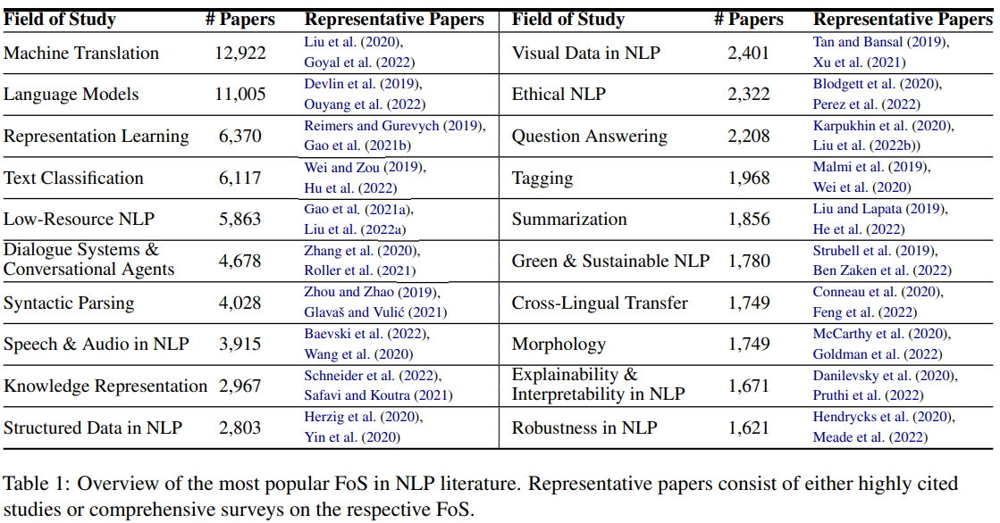 Field of Study # Papers Representative Papers Field of Study # Papers Representative Papers
Machine Translation 12,922 Liu et al. (2020), Goyal et al. (2022) Visual Data in NLP 2,401 Tan and Bansal (2019), Xu et al. (2021)
Language Models 11,005 Devlin et al. (2019), Ouyang et al. (2022) Ethical NLP 2,322 Blodgett et al. (2020), Perez et al. (2022)
Representation Learning 6,370 Reimers and Gurevych (2019), Gao et al. (2021b) Question Answering 2,208 Karpukhin et al. (2020), Liu et al. (2022b))
Text Classification 6,117 Wei and Zou (2019), Hu et al. (2022) Tagging 1,968 Malmi et al. (2019), Wei et al. (2020)
Low-Resource NLP 5,863 Gao et al. (2021a), Liu et al. (2022a) Summarization 1,856 Liu and Lapata (2019), He et al. (2022)
Dialogue Systems & Conversational Agents 4,678 Zhang et al. (2020), Roller et al. (2021) Green & Sustainable NLP 1,780 Strubell et al. (2019), Ben Zaken et al. (2022)
Syntactic Parsing 4,028 Zhou and Zhao (2019), Glavaš and Vulić (2021) Cross-Lingual Transfer 1,749 Conneau et al. (2020), Feng et al. (2022)
Speech & Audio in NLP 3,915 Baevski et al. (2022), Wang et al. (2020) Morphology 1,749 McCarthy et al. (2020), Goldman et al. (2022)
Knowledge Representation 2,967 Schneider et al. (2022), Safavi and Koutra (2021) Explainability & Interpretability in NLP 1,671 Danilevsky et al. (2020), Pruthi et al. (2022)
Structured Data in NLP 2,803 Herzig et al. (2020), Yin et al. (2020) Robustness in NLP 1,621 Hendrycks et al. (2020), Meade et al. (2022)
Table 1: Overview of the most popular FoS in NLP literature. Representative papers consist of either highly cited
studies or comprehensive surveys on the respective FoS.